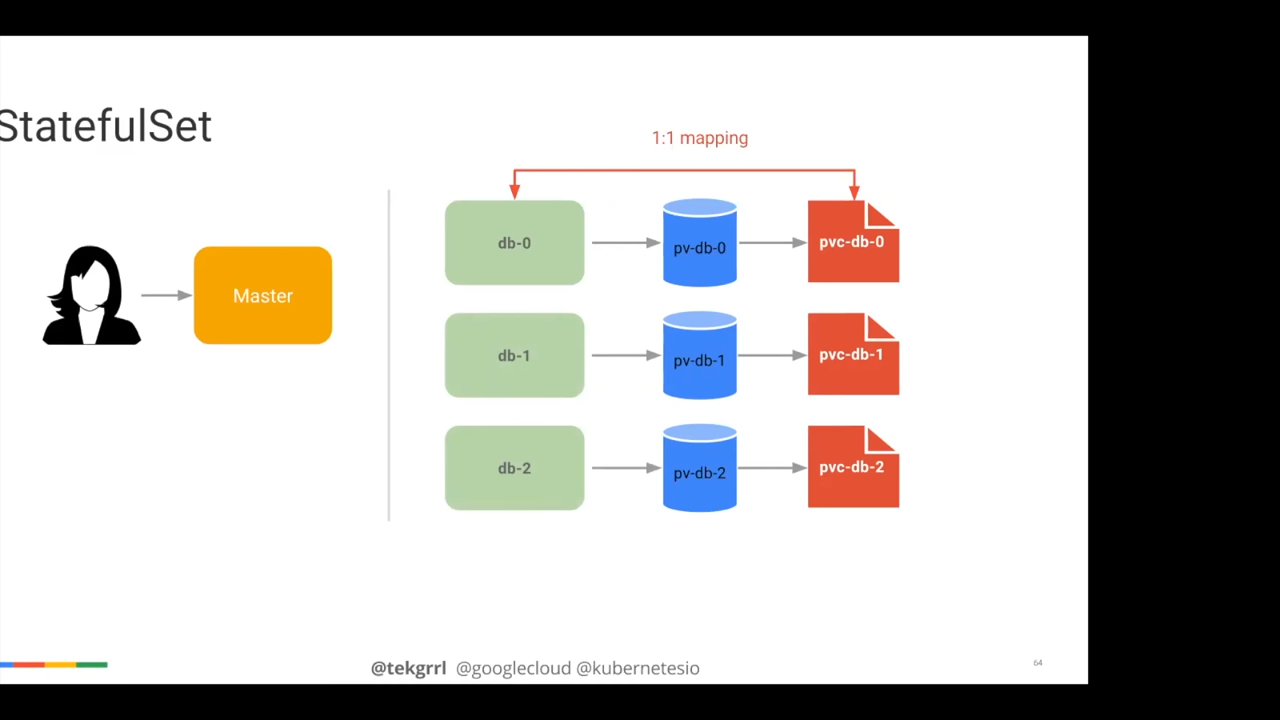 StatefulSet
1:1 mapping
Master
db-0
pv-db-0
pvc-db-0
db-1
pv-db-1
pvc-db-1
db-2
pv-db-2
pvc-db-2
@tekgrrl @googlecloud @kubernetesio
64